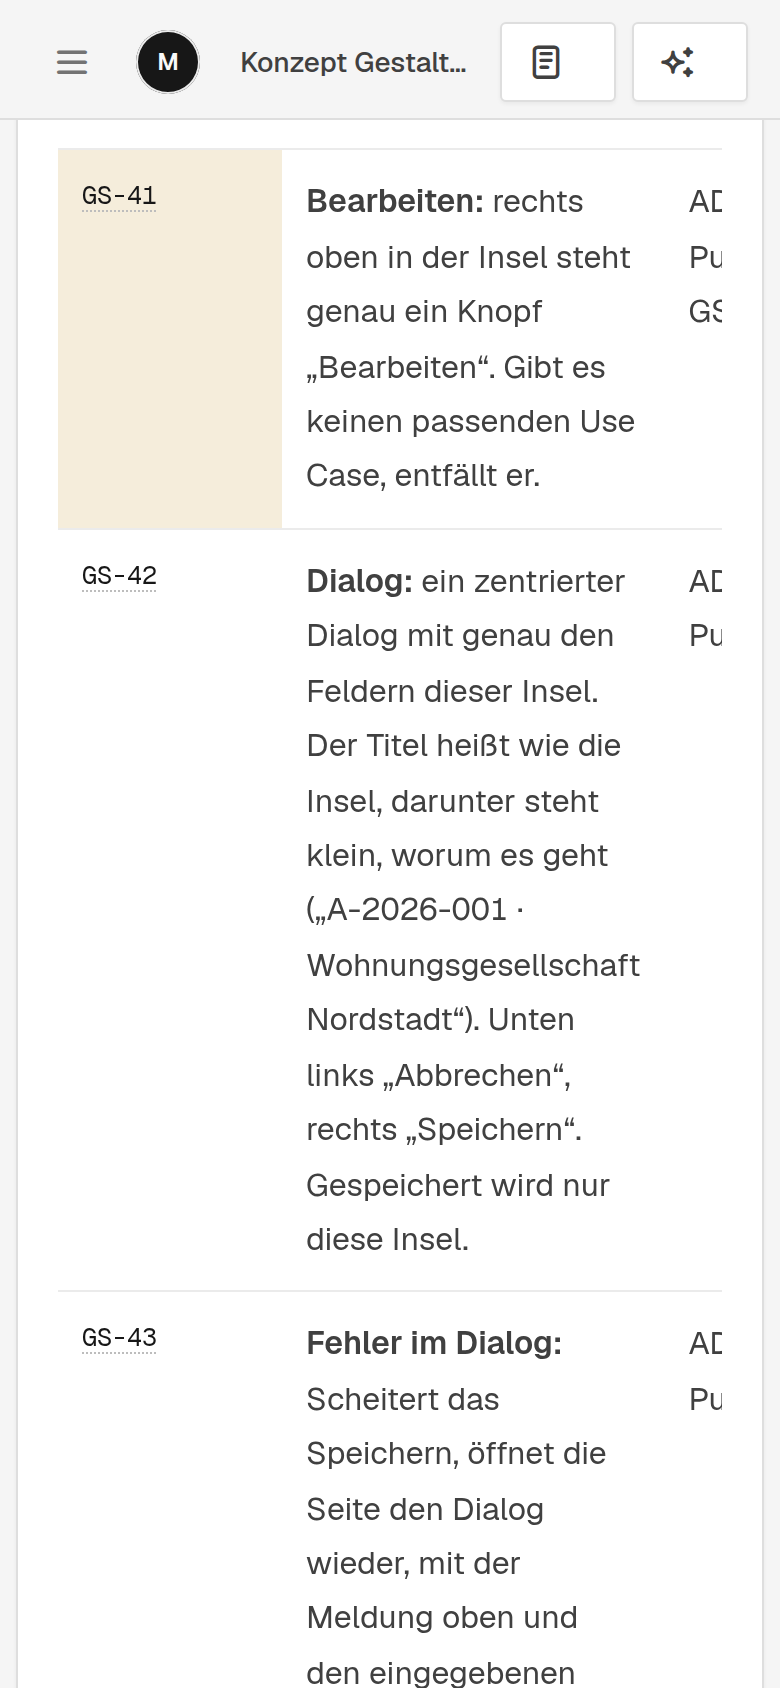 M
Konzept Gestalt...
GS-41
Bearbeiten: rechts
oben in der Insel steht
genau ein Knopf
„Bearbeiten“. Gibt es
keinen passenden Use
Case, entfällt er.
GS-42
Dialog: ein zentrierter
Dialog mit genau den
Feldern dieser Insel.
Der Titel heißt wie die
Insel, darunter steht
klein, worum es geht
(„A-2026-001 ·
Wohnungsgesellschaft
Nordstadt“). Unten
links „Abbrechen“,
rechts „Speichern“.
Gespeichert wird nur
diese Insel.
GS-43
Fehler im Dialog:
Scheitert das
Speichern, öffnet die
Seite den Dialog
wieder, mit der
Meldung oben und
den eingegebenen